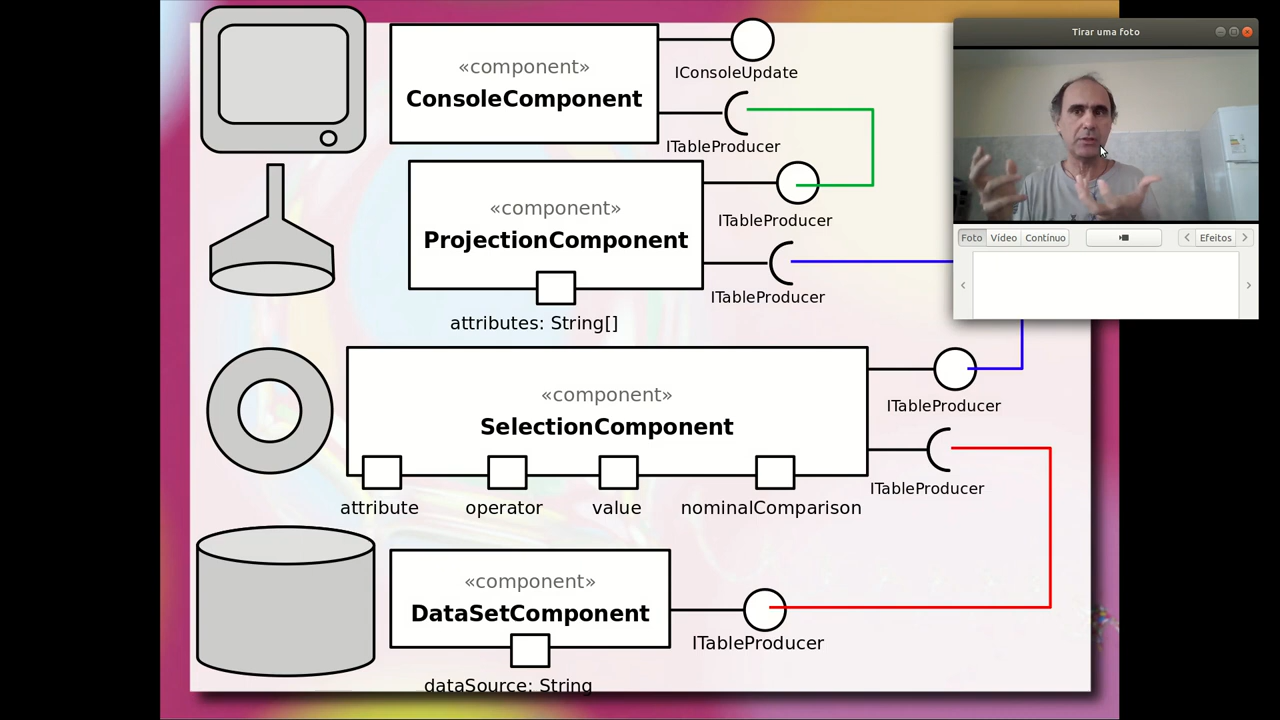 «component»
ConsoleComponent
IConsoleUpdate
ITableProducer
«component»
ProjectionComponent
ITableProducer
ITableProducer
attributes: String[]
«component»
SelectionComponent
ITableProducer
ITableProducer
attribute
operator
value
nominalComparison
«component»
DataSetComponent
ITableProducer
dataSource: String
Tirar uma foto
Foto Vídeo Contínuo Efeitos